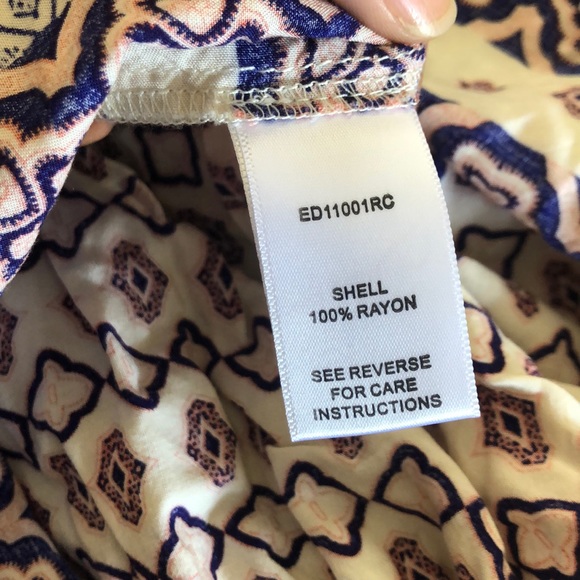 ED11001RC
SHELL
100% RAYON
SEE REVERSE
FOR CARE
INSTRUCTIONS